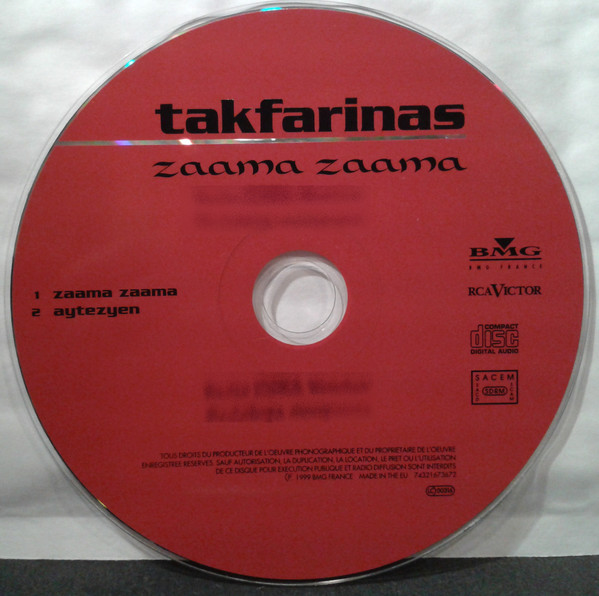 takfarinas
zaama zaama
BMG
BMG FRANCE
RCA VICTOR
1 zaama zaama
2 aytezyen
COMPACT
disc
DIGITAL AUDIO
SACEM
SDRM
TOUS DROITS DU PRODUCTEUR DE L'OEUVRE PHONOGRAPHIQUE ET DU PROPRIETAIRE DE L'OEUVRE
ENREGISTREE RESERVES. SAUF AUTORISATION, LA DUPLICATION, LA LOCATION, LE PRET OU L'UTILISATION
DE CE DISQUE POUR EXECUTION PUBLIQUE ET RADIO DIFFUSION SONT INTERDITS
℗ 1999 BMG FRANCE MADE IN THE EU 74321673672